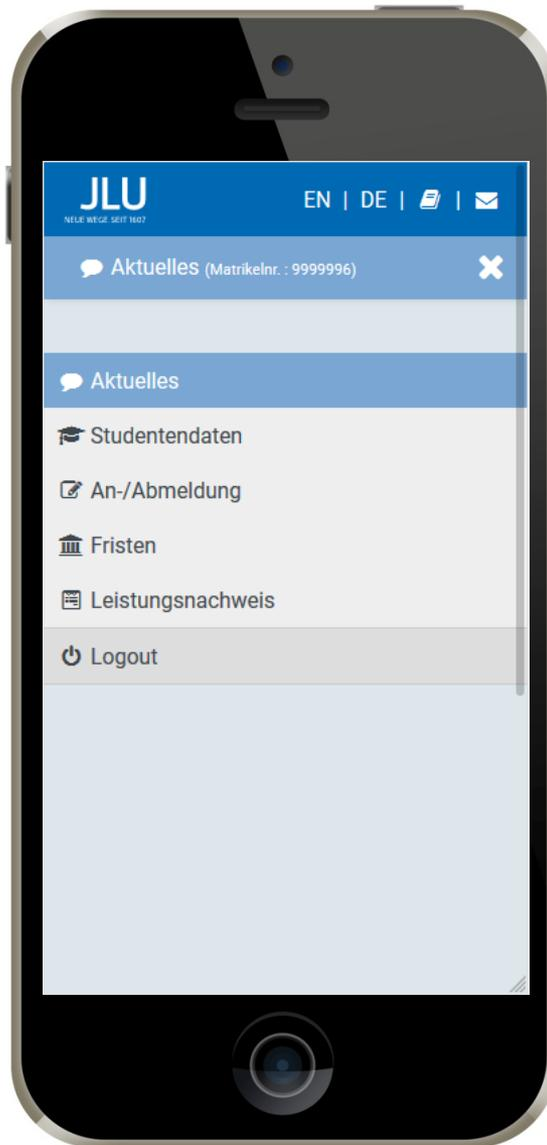 JLU
NEUE WEGE. SEIT 1607
EN | DE | |
Aktuelles (Matrikelnr. : 9999996)
Aktuelles
Studentendaten
An-/Abmeldung
Fristen
Leistungsnachweis
Logout